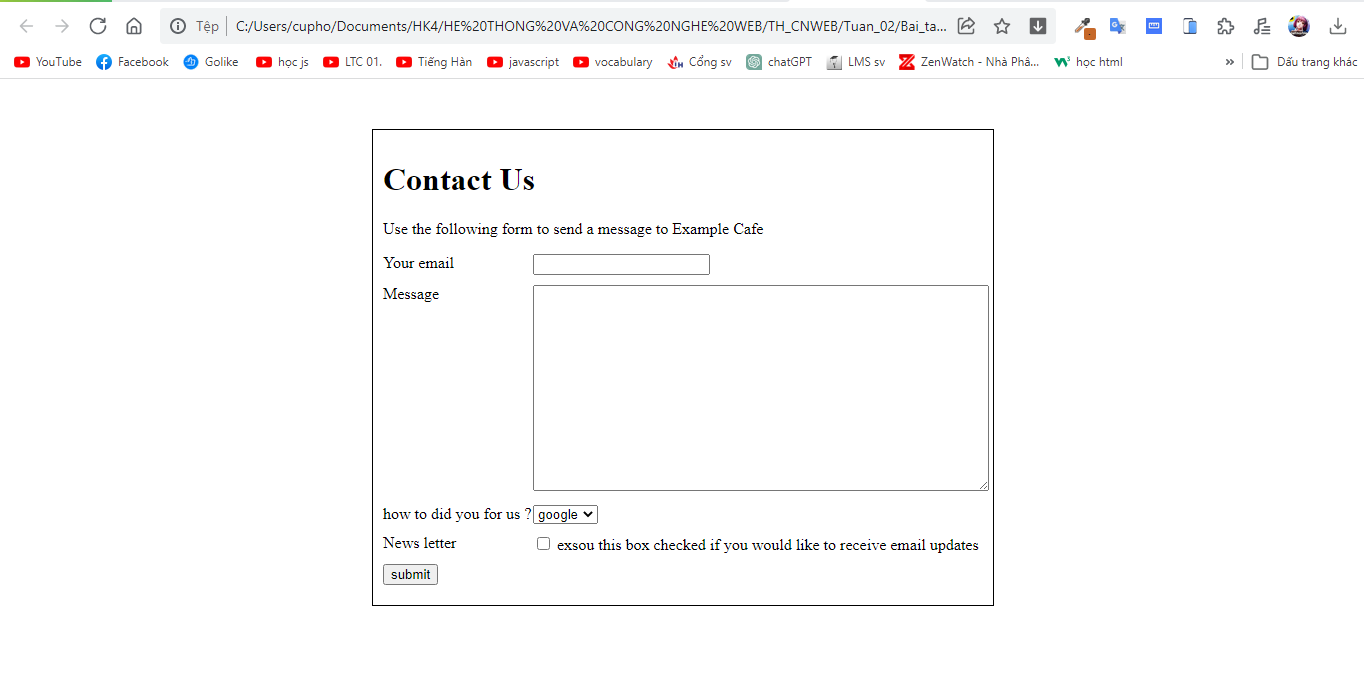 Tệp C:/Users/cupho/Documents/HK4/HE%20THONG%20VA%20CONG%20NGHE%20WEB/TH_CNWEB/Tuan_02/Bai_ta...
YouTube Facebook Golike học js LTC 01. Tiếng Hàn javascript vocabulary Cổng sv chatGPT LMS sv ZenWatch - Nhà Phâ... học html » Dấu trang khác
Contact Us
Use the following form to send a message to Example Cafe
Your email
Message
how to did you for us ? google
News letter exsou this box checked if you would like to receive email updates
submit